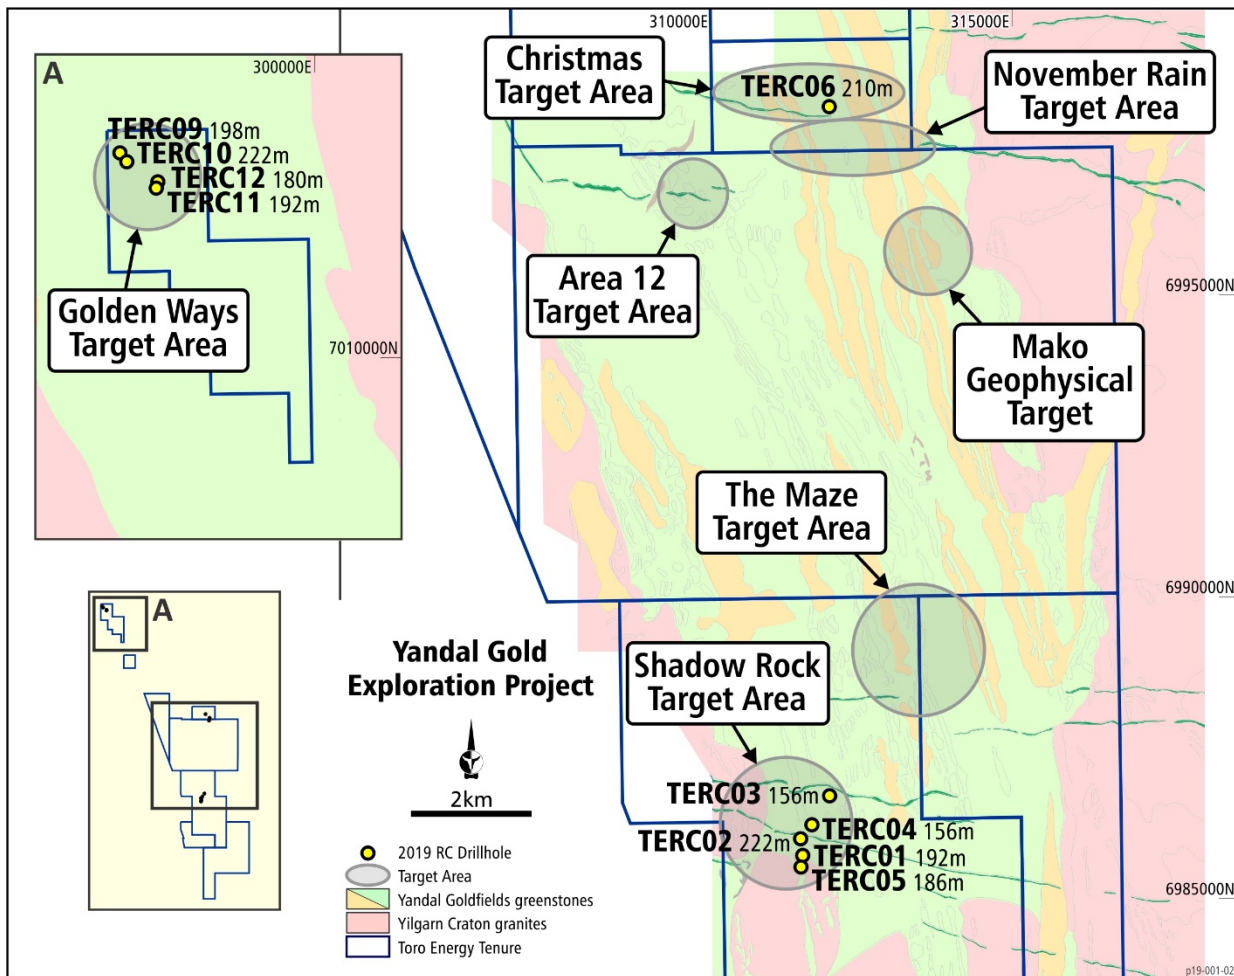 A
300000E
TERC09 198m
TERC10 222m
TERC12 180m
TERC11 192m
Golden Ways
Target Area
7010000N
310000E
315000E
Christmas
Target Area
TERC06 210m
November Rain
Target Area
Area 12
Target Area
6995000N
Mako
Geophysical
Target
The Maze
Target Area
6990000N
A
Yandal Gold
Exploration Project
2km
Shadow Rock
Target Area
TERC03 156m
TERC04 156m
TERC02 222m
TERC01 192m
TERC05 186m
6985000N
2019 RC Drillhole
Target Area
Yandal Goldfields greenstones
Yilgarn Craton granites
Toro Energy Tenure
p19-001-02